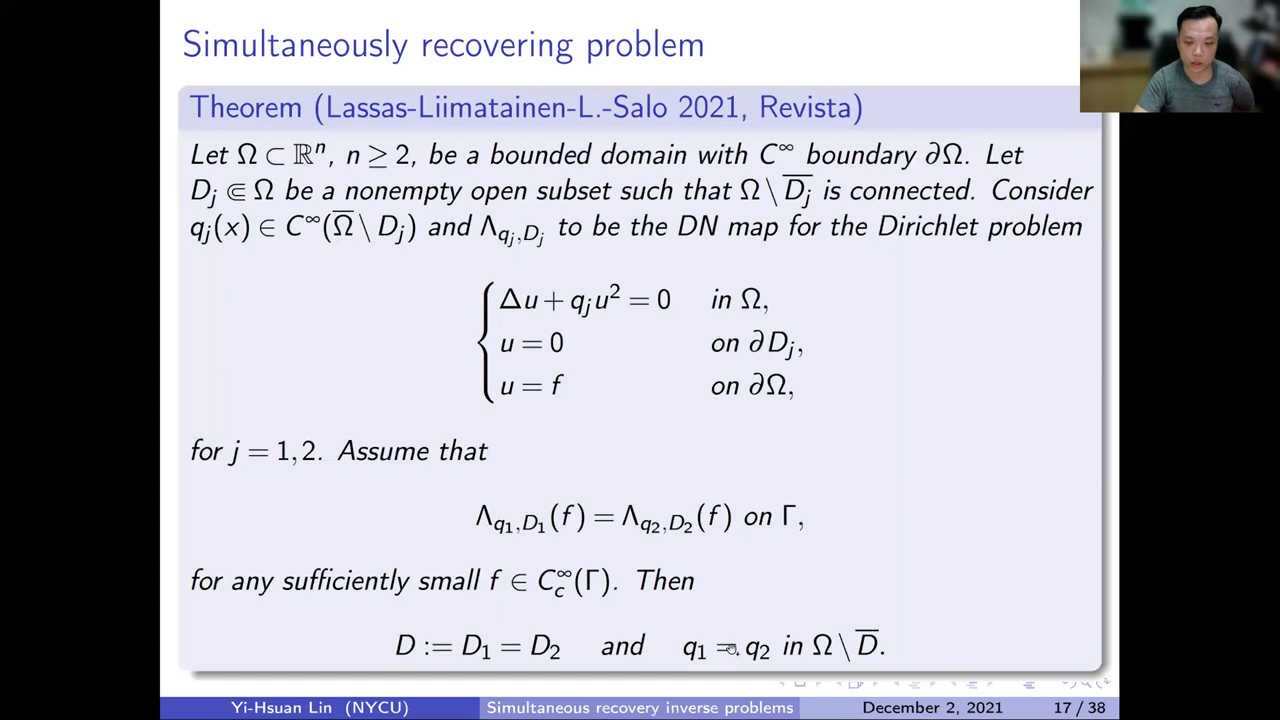 Simultaneously recovering problem
Theorem (Lassas-Liimatainen-L.-Salo 2021, Revista)
Let Ω ⊂ ℝⁿ, n ≥ 2, be a bounded domain with C^∞ boundary ∂Ω. Let
D_j ⋐ Ω be a nonempty open subset such that Ω \ \overline{D_j} is connected. Consider
q_j(x) ∈ C^∞(\overline{Ω} \ D_j) and Λ_{q_j,D_j} to be the DN map for the Dirichlet problem
Δu + q_j u² = 0 in Ω,
u = 0 on ∂D_j,
u = f on ∂Ω,
for j = 1,2. Assume that
Λ_{q_1,D_1}(f) = Λ_{q_2,D_2}(f) on Γ,
for any sufficiently small f ∈ C_c^∞(Γ). Then
D := D_1 = D_2 and q_1 = q_2 in Ω \ \overline{D}.
Yi-Hsuan Lin (NYCU) Simultaneous recovery inverse problems December 2, 2021 17 / 38